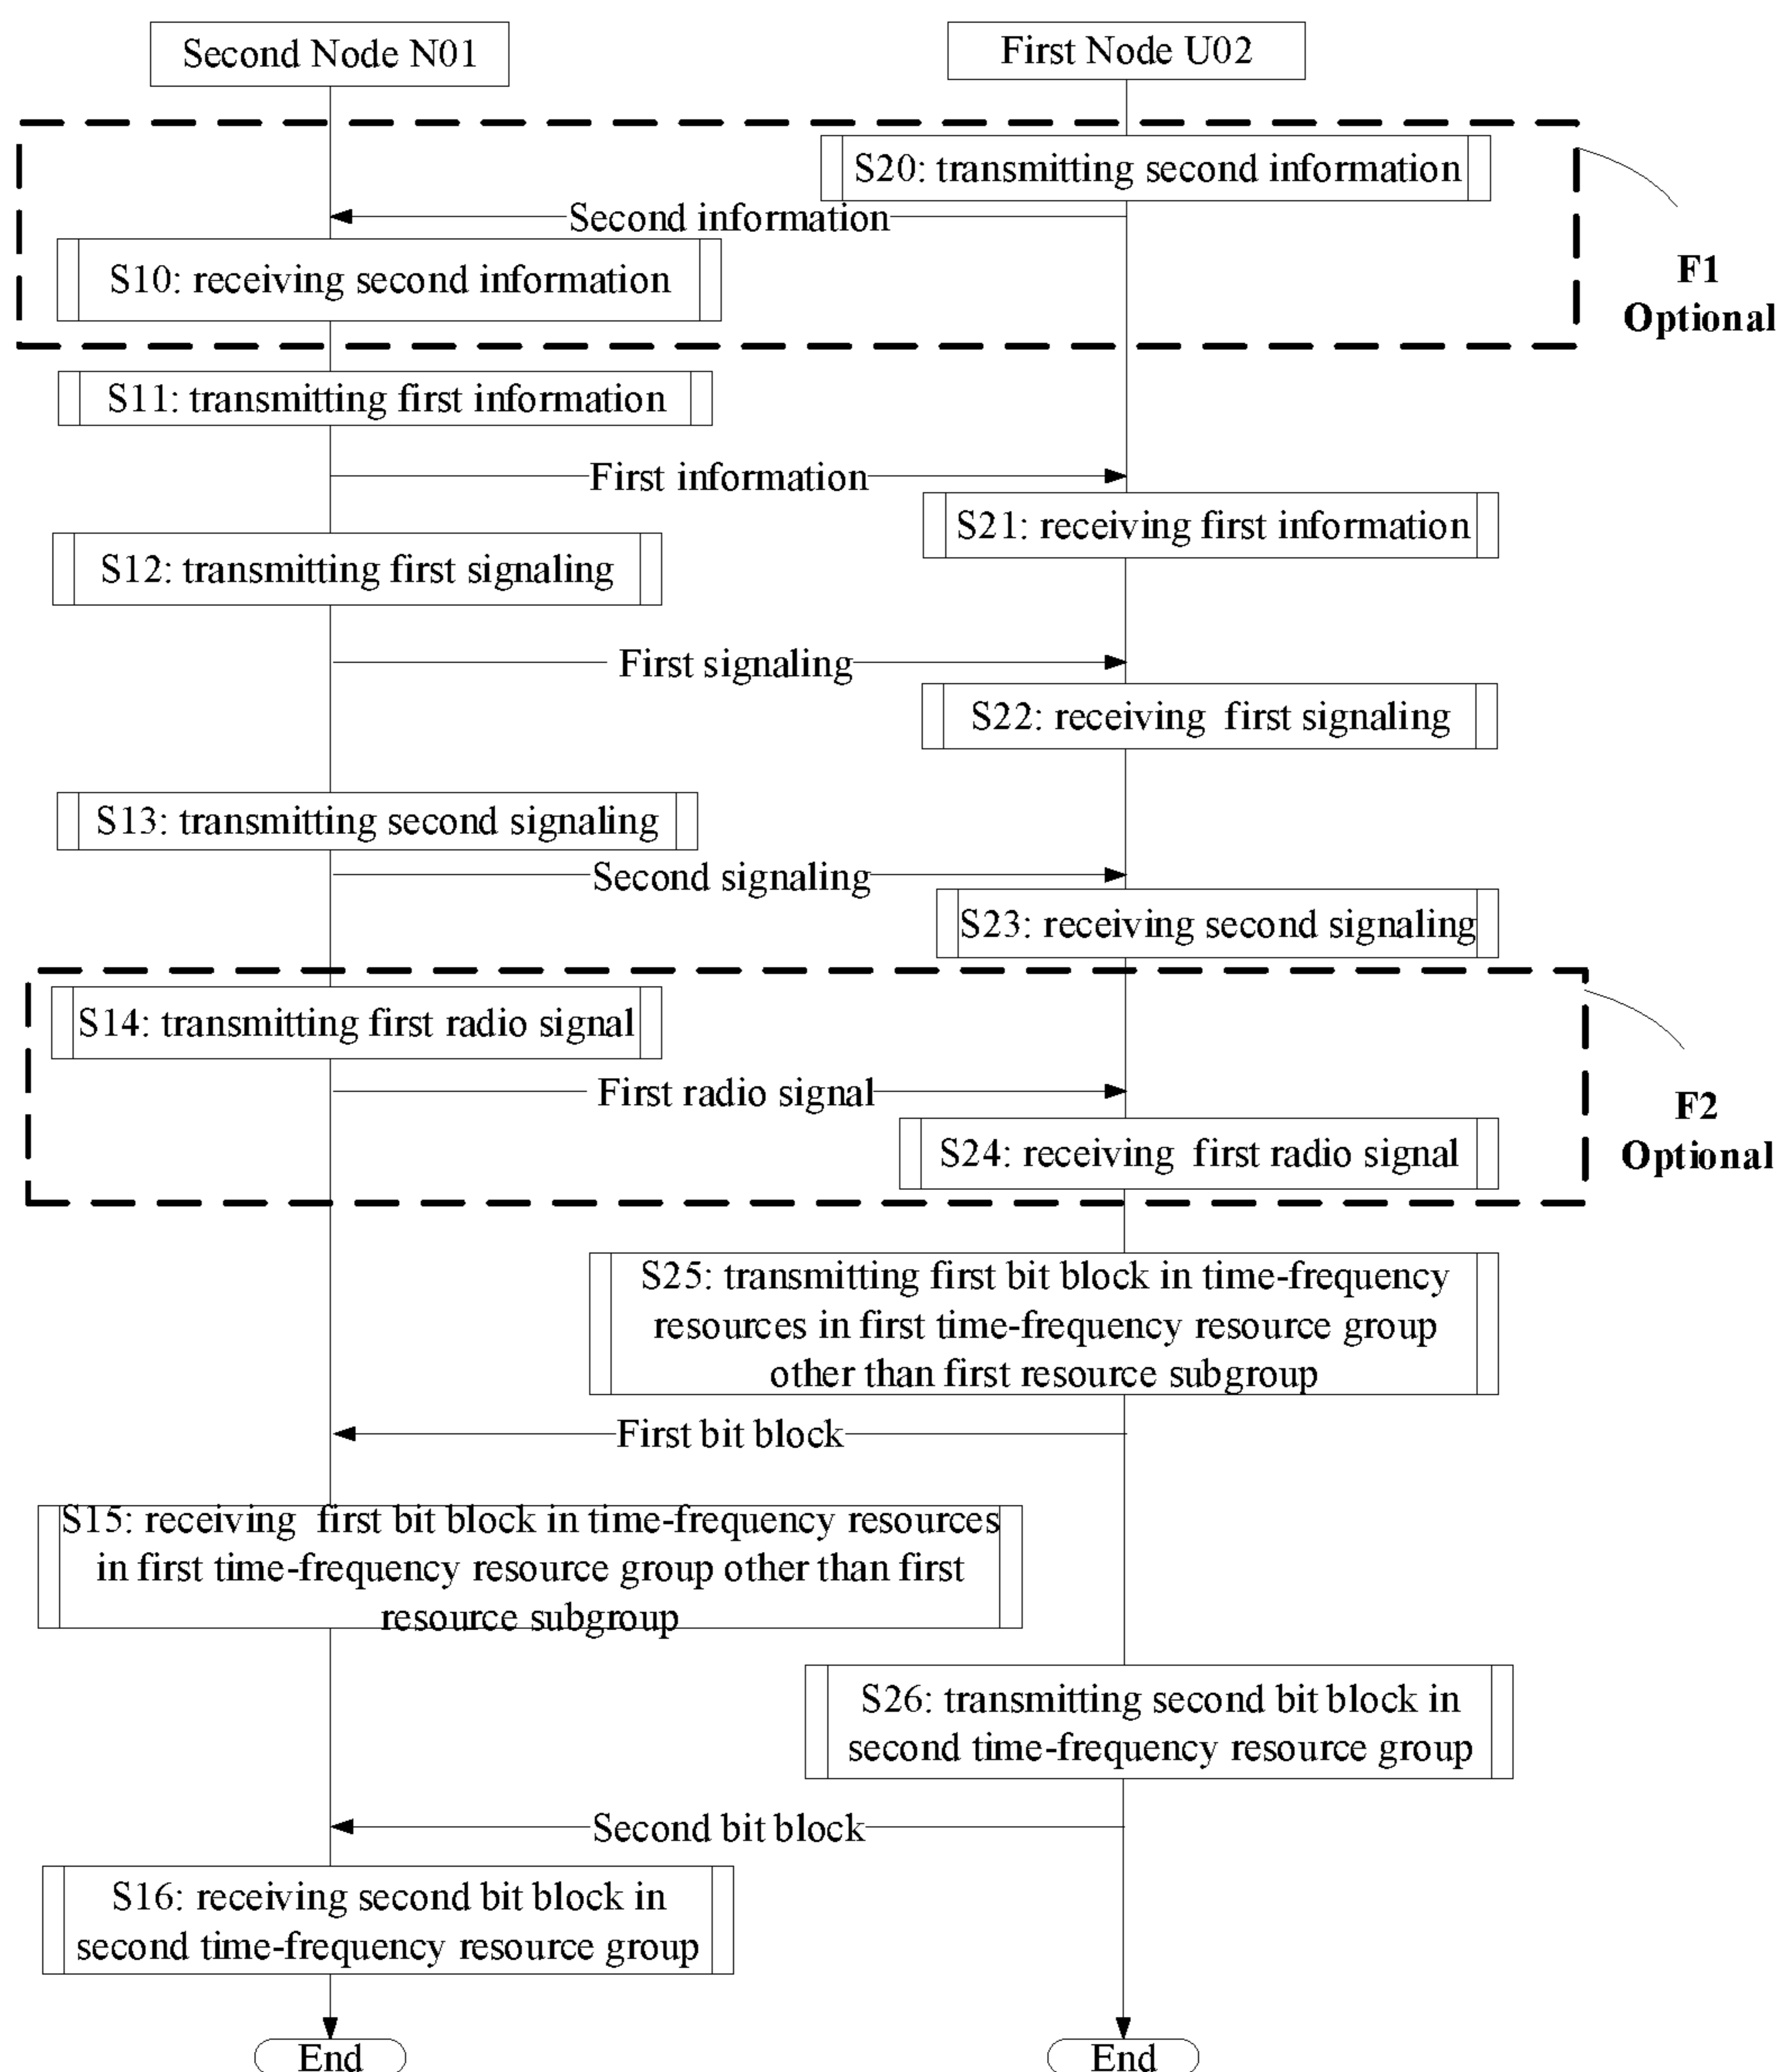 Second Node N01
First Node U02
S20: transmitting second information
Second information
S10: receiving second information
F1
Optional
S11: transmitting first information
First information
S21: receiving first information
S12: transmitting first signaling
First signaling
S22: receiving first signaling
S13: transmitting second signaling
Second signaling
S23: receiving second signaling
S14: transmitting first radio signal
First radio signal
S24: receiving first radio signal
F2
Optional
S25: transmitting first bit block in time-frequency
resources in first time-frequency resource group
other than first resource subgroup
First bit block
S15: receiving first bit block in time-frequency resources
in first time-frequency resource group other than first
resource subgroup
S26: transmitting second bit block in
second time-frequency resource group
Second bit block
S16: receiving second bit block in
second time-frequency resource group
End
End